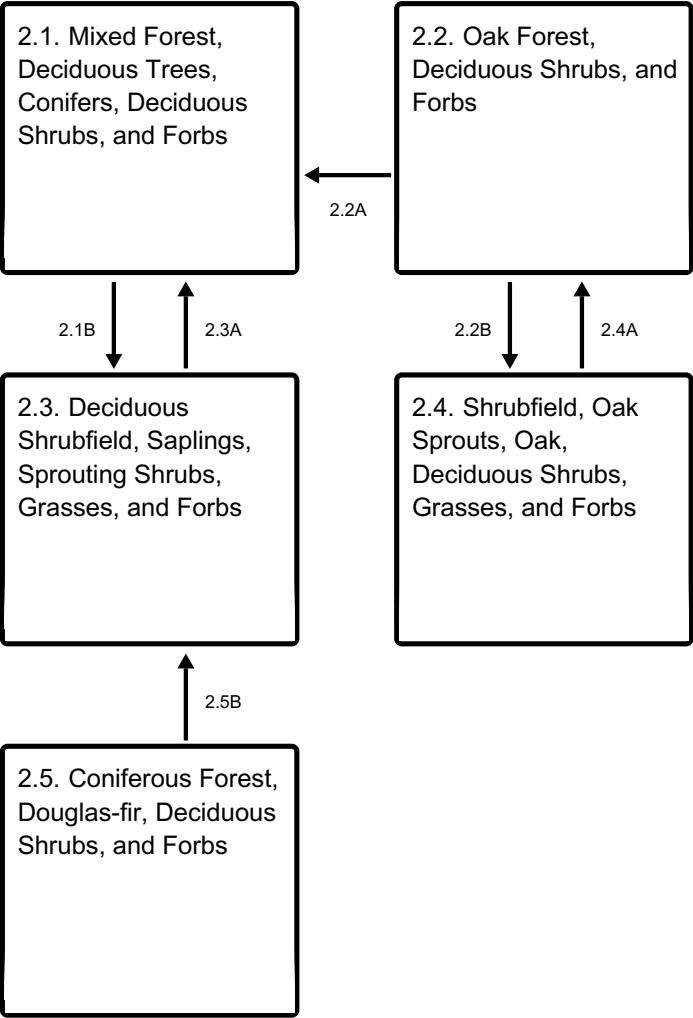 2.1. Mixed Forest,
Deciduous Trees,
Conifers, Deciduous
Shrubs, and Forbs
2.2. Oak Forest,
Deciduous Shrubs, and
Forbs
2.2A
2.1B
2.3A
2.2B
2.4A
2.3. Deciduous
Shrubfield, Saplings,
Sprouting Shrubs,
Grasses, and Forbs
2.4. Shrubfield, Oak
Sprouts, Oak,
Deciduous Shrubs,
Grasses, and Forbs
2.5B
2.5. Coniferous Forest,
Douglas-fir, Deciduous
Shrubs, and Forbs